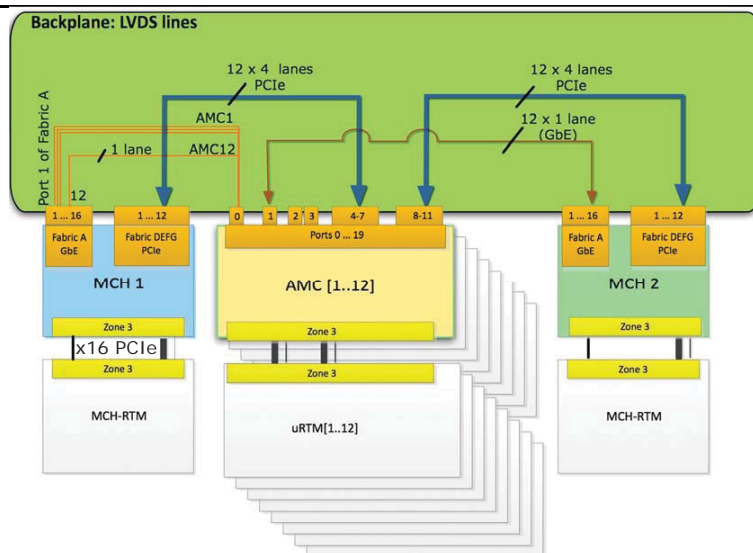 Backplane: LVDS lines
12 x 4 lanes
PCIe
12 x 4 lanes
PCIe
Port 1 of Fabric A
AMC1
12 x 1 lane
(GbE)
1 lane
AMC12
12
1 ... 16
1 ... 12
0
1
2
3
4-7
8-11
1 ... 16
1 ... 12
Fabric A
GbE
Fabric DEFG
PCIe
Ports 0 ... 19
Fabric A
GbE
Fabric DEFG
PCIe
MCH 1
AMC [1..12]
MCH 2
Zone 3
Zone 3
Zone 3
x16 PCIe
Zone 3
Zone 3
Zone 3
MCH-RTM
uRTM[1..12]
MCH-RTM